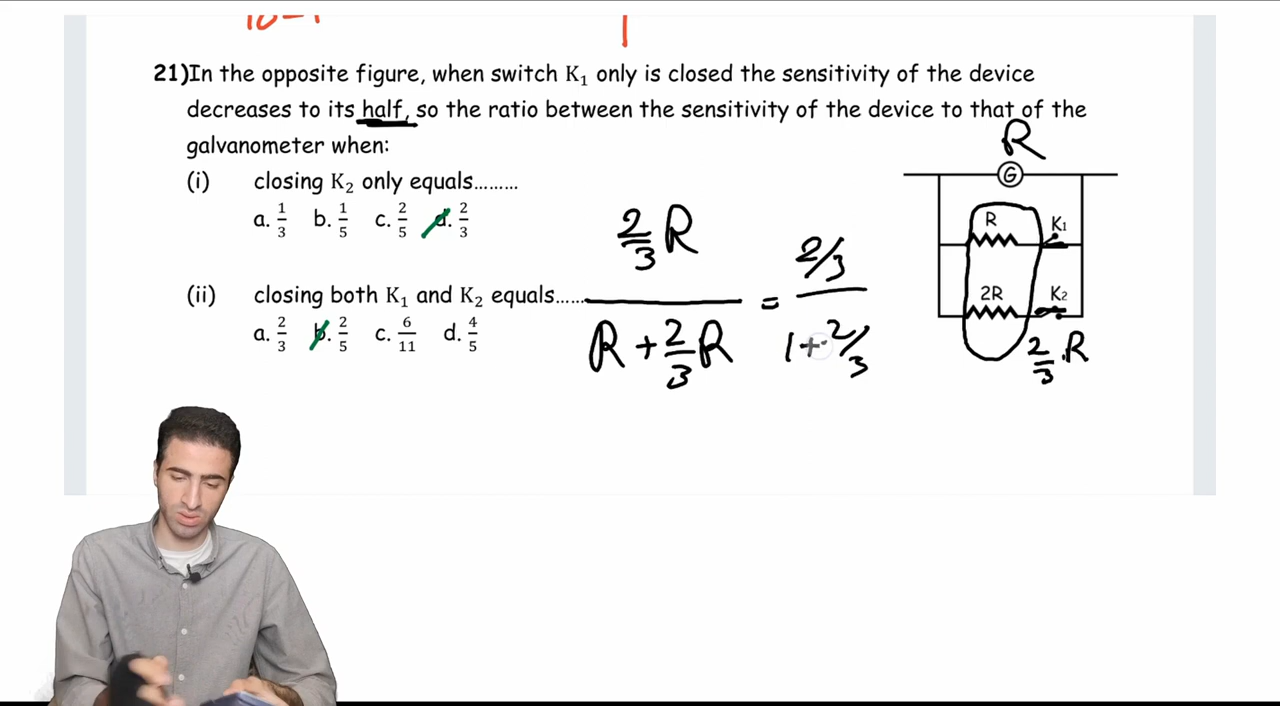 21)In the opposite figure, when switch K₁ only is closed the sensitivity of the device
decreases to its half, so the ratio between the sensitivity of the device to that of the
galvanometer when:
(i) closing K₂ only equals.........
a. 1/3 b. 1/5 c. 2/5 d. 2/3
(ii) closing both K₁ and K₂ equals......
a. 2/3 b. 2/5 c. 6/11 d. 4/5
2/3 R / R + 2/3 R = 2/3 / 1 + 2/3
R
G
R K₁
2R K₂
2/3 . R